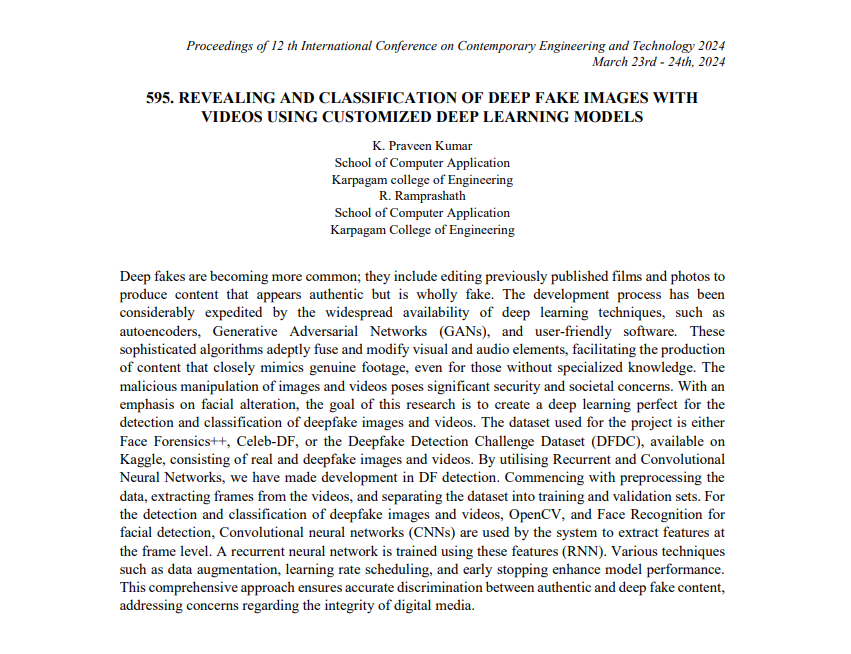 Proceedings of 12 th International Conference on Contemporary Engineering and Technology 2024
March 23rd - 24th, 2024
595. REVEALING AND CLASSIFICATION OF DEEP FAKE IMAGES WITH
VIDEOS USING CUSTOMIZED DEEP LEARNING MODELS
K. Praveen Kumar
School of Computer Application
Karpagam college of Engineering
R. Ramprashath
School of Computer Application
Karpagam College of Engineering
Deep fakes are becoming more common; they include editing previously published films and photos to
produce content that appears authentic but is wholly fake. The development process has been
considerably expedited by the widespread availability of deep learning techniques, such as
autoencoders, Generative Adversarial Networks (GANs), and user-friendly software. These
sophisticated algorithms adeptly fuse and modify visual and audio elements, facilitating the production
of content that closely mimics genuine footage, even for those without specialized knowledge. The
malicious manipulation of images and videos poses significant security and societal concerns. With an
emphasis on facial alteration, the goal of this research is to create a deep learning perfect for the
detection and classification of deepfake images and videos. The dataset used for the project is either
Face Forensics++, Celeb-DF, or the Deepfake Detection Challenge Dataset (DFDC), available on
Kaggle, consisting of real and deepfake images and videos. By utilising Recurrent and Convolutional
Neural Networks, we have made development in DF detection. Commencing with preprocessing the
data, extracting frames from the videos, and separating the dataset into training and validation sets. For
the detection and classification of deepfake images and videos, OpenCV, and Face Recognition for
facial detection, Convolutional neural networks (CNNs) are used by the system to extract features at
the frame level. A recurrent neural network is trained using these features (RNN). Various techniques
such as data augmentation, learning rate scheduling, and early stopping enhance model performance.
This comprehensive approach ensures accurate discrimination between authentic and deep fake content,
addressing concerns regarding the integrity of digital media.